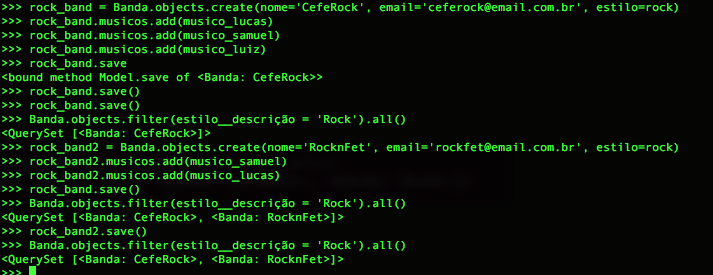 >>> rock_band = Banda.objects.create(nome='CefeRock', email='ceferock@email.com.br', estilo=rock)
>>> rock_band.musicos.add(musico_lucas)
>>> rock_band.musicos.add(musico_samuel)
>>> rock_band.musicos.add(musico_luiz)
>>> rock_band.save
<bound method Model.save of <Banda: CefeRock>>
>>> rock_band.save()
>>> rock_band.save()
>>> Banda.objects.filter(estilo__descrição = 'Rock').all()
<QuerySet [<Banda: CefeRock>]>
>>> rock_band2 = Banda.objects.create(nome='RocknFet', email='rockfet@email.com.br', estilo=rock)
>>> rock_band2.musicos.add(musico_samuel)
>>> rock_band2.musicos.add(musico_lucas)
>>> rock_band.save()
>>> Banda.objects.filter(estilo__descrição = 'Rock').all()
<QuerySet [<Banda: CefeRock>, <Banda: RocknFet>]>
>>> rock_band2.save()
>>> Banda.objects.filter(estilo__descrição = 'Rock').all()
<QuerySet [<Banda: CefeRock>, <Banda: RocknFet>]>
>>>